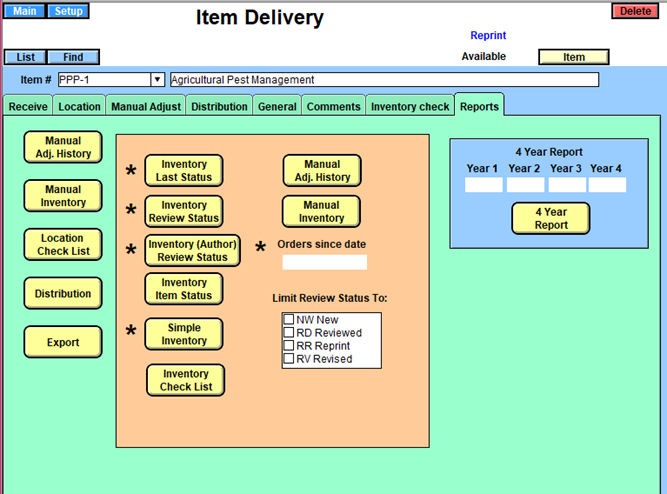 Main Setup Item Delivery Delete
Reprint
List Find Available Item
Item # PPP-1 Agricultural Pest Management
Receive Location Manual Adjust Distribution General Comments Inventory check Reports
Manual
Adj. History
Manual
Inventory
Location
Check List
Distribution
Export
* Inventory
Last Status
* Inventory
Review Status
* Inventory (Author)
Review Status
Inventory
Item Status
* Simple
Inventory
Inventory
Check List
Manual
Adj. History
Manual
Inventory
* Orders since date
Limit Review Status To:
NW New
RD Reviewed
RR Reprint
RV Revised
4 Year Report
Year 1 Year 2 Year 3 Year 4
4 Year
Report